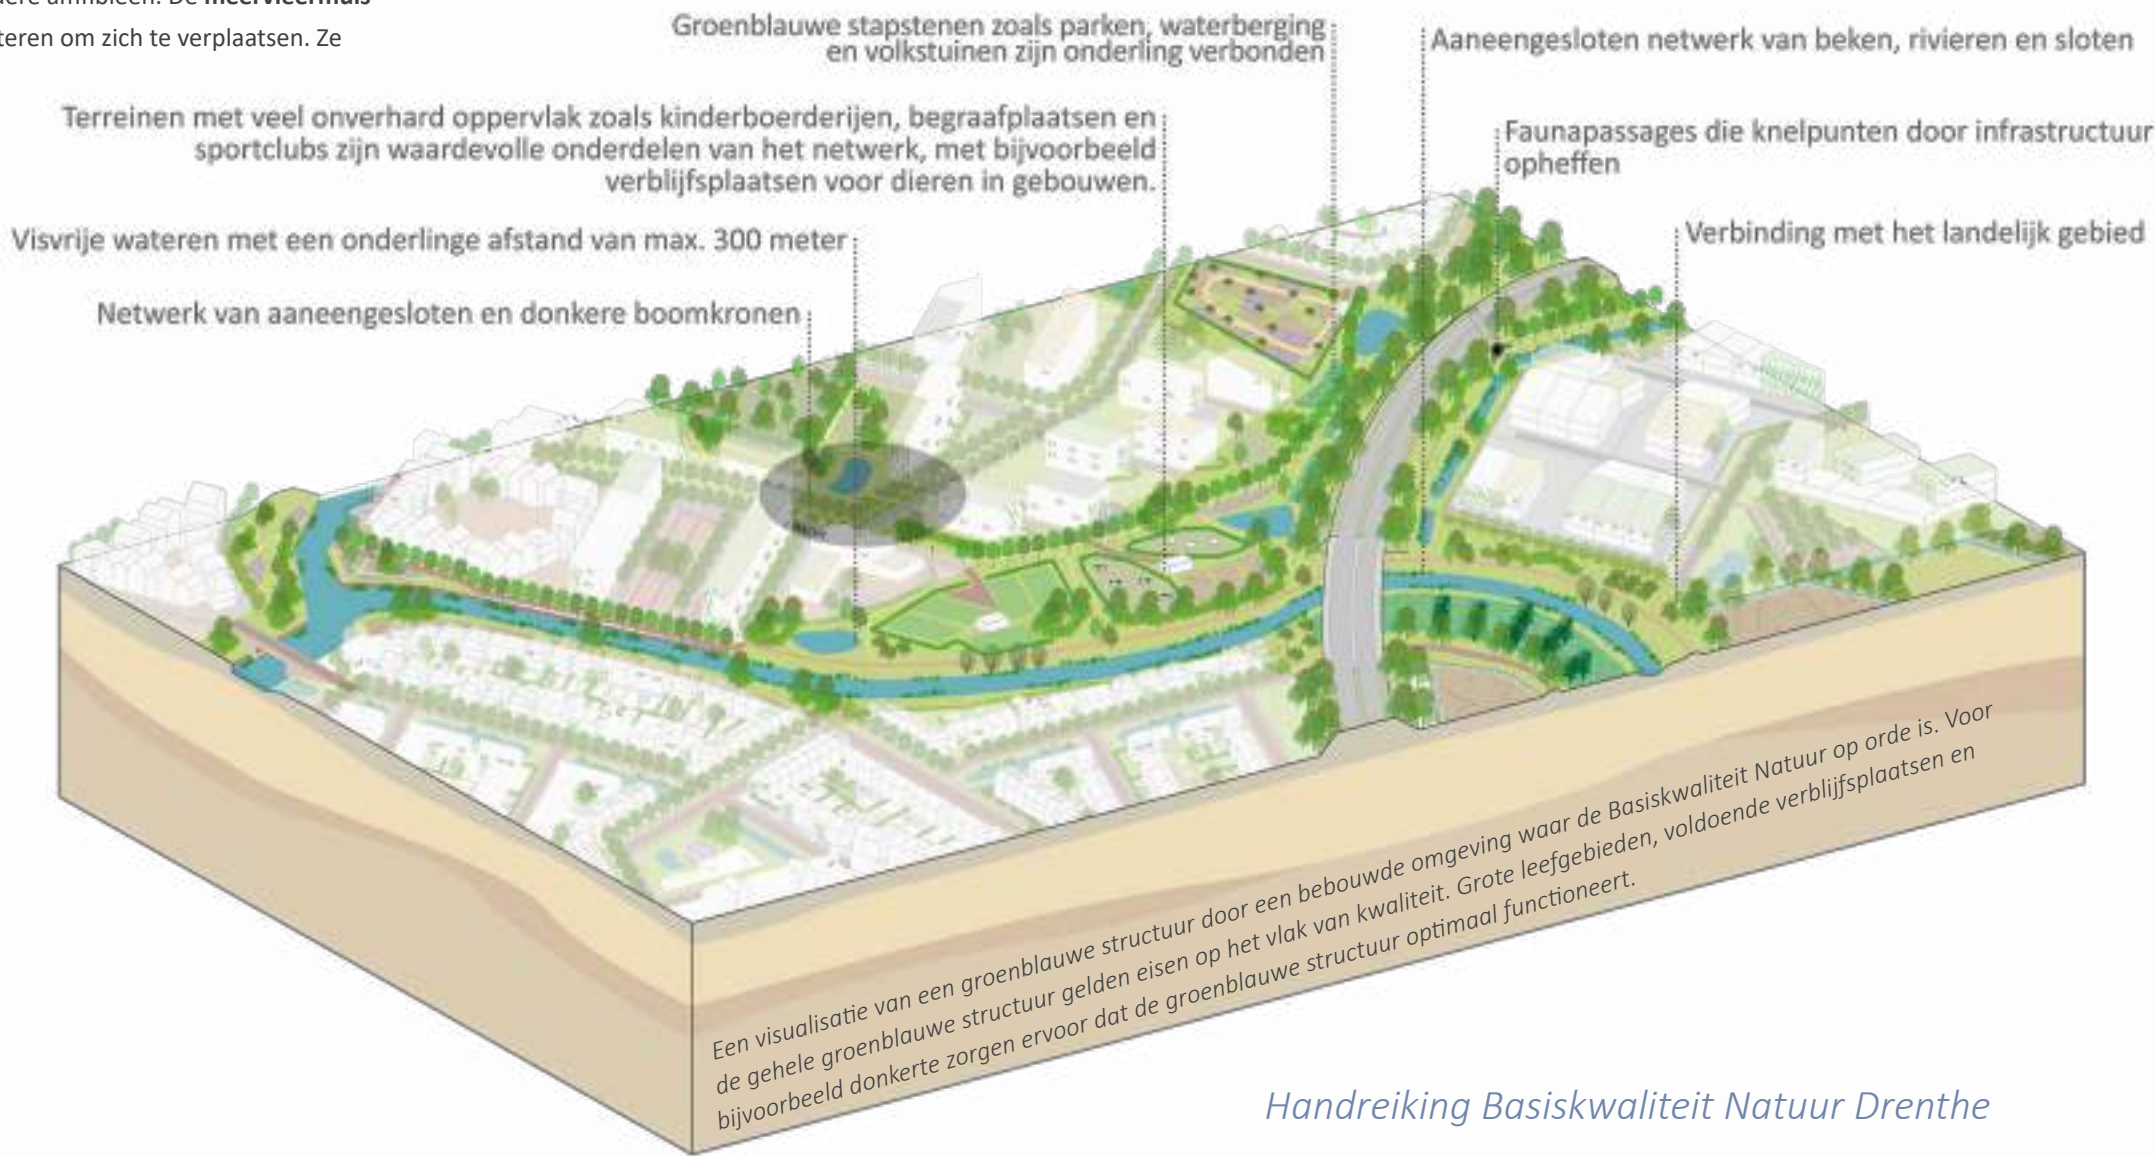 dere amfibieën. De meervleermuis
teren om zich te verplaatsen. Ze
Groenblauwe stapstenen zoals parken, waterberging
en volkstuinen zijn onderling verbonden
Aaneengesloten netwerk van beken, rivieren en sloten
Terreinen met veel onverhard oppervlak zoals kinderboerderijen, begraafplaatsen en
sportclubs zijn waardevolle onderdelen van het netwerk, met bijvoorbeeld
verblijfsplaatsen voor dieren in gebouwen.
Faunapassages die knelpunten door infrastructuur
opheffen
Visvrije wateren met een onderlinge afstand van max. 300 meter
Verbinding met het landelijk gebied
Netwerk van aaneengesloten en donkere boomkronen
Een visualisatie van een groenblauwe structuur door een bebouwde omgeving waar de Basiskwaliteit Natuur op orde is. Voor
de gehele groenblauwe structuur gelden eisen op het vlak van kwaliteit. Grote leefgebieden, voldoende verblijfsplaatsen en
bijvoorbeeld donkerte zorgen ervoor dat de groenblauwe structuur optimaal functioneert.
Handreiking Basiskwaliteit Natuur Drenthe